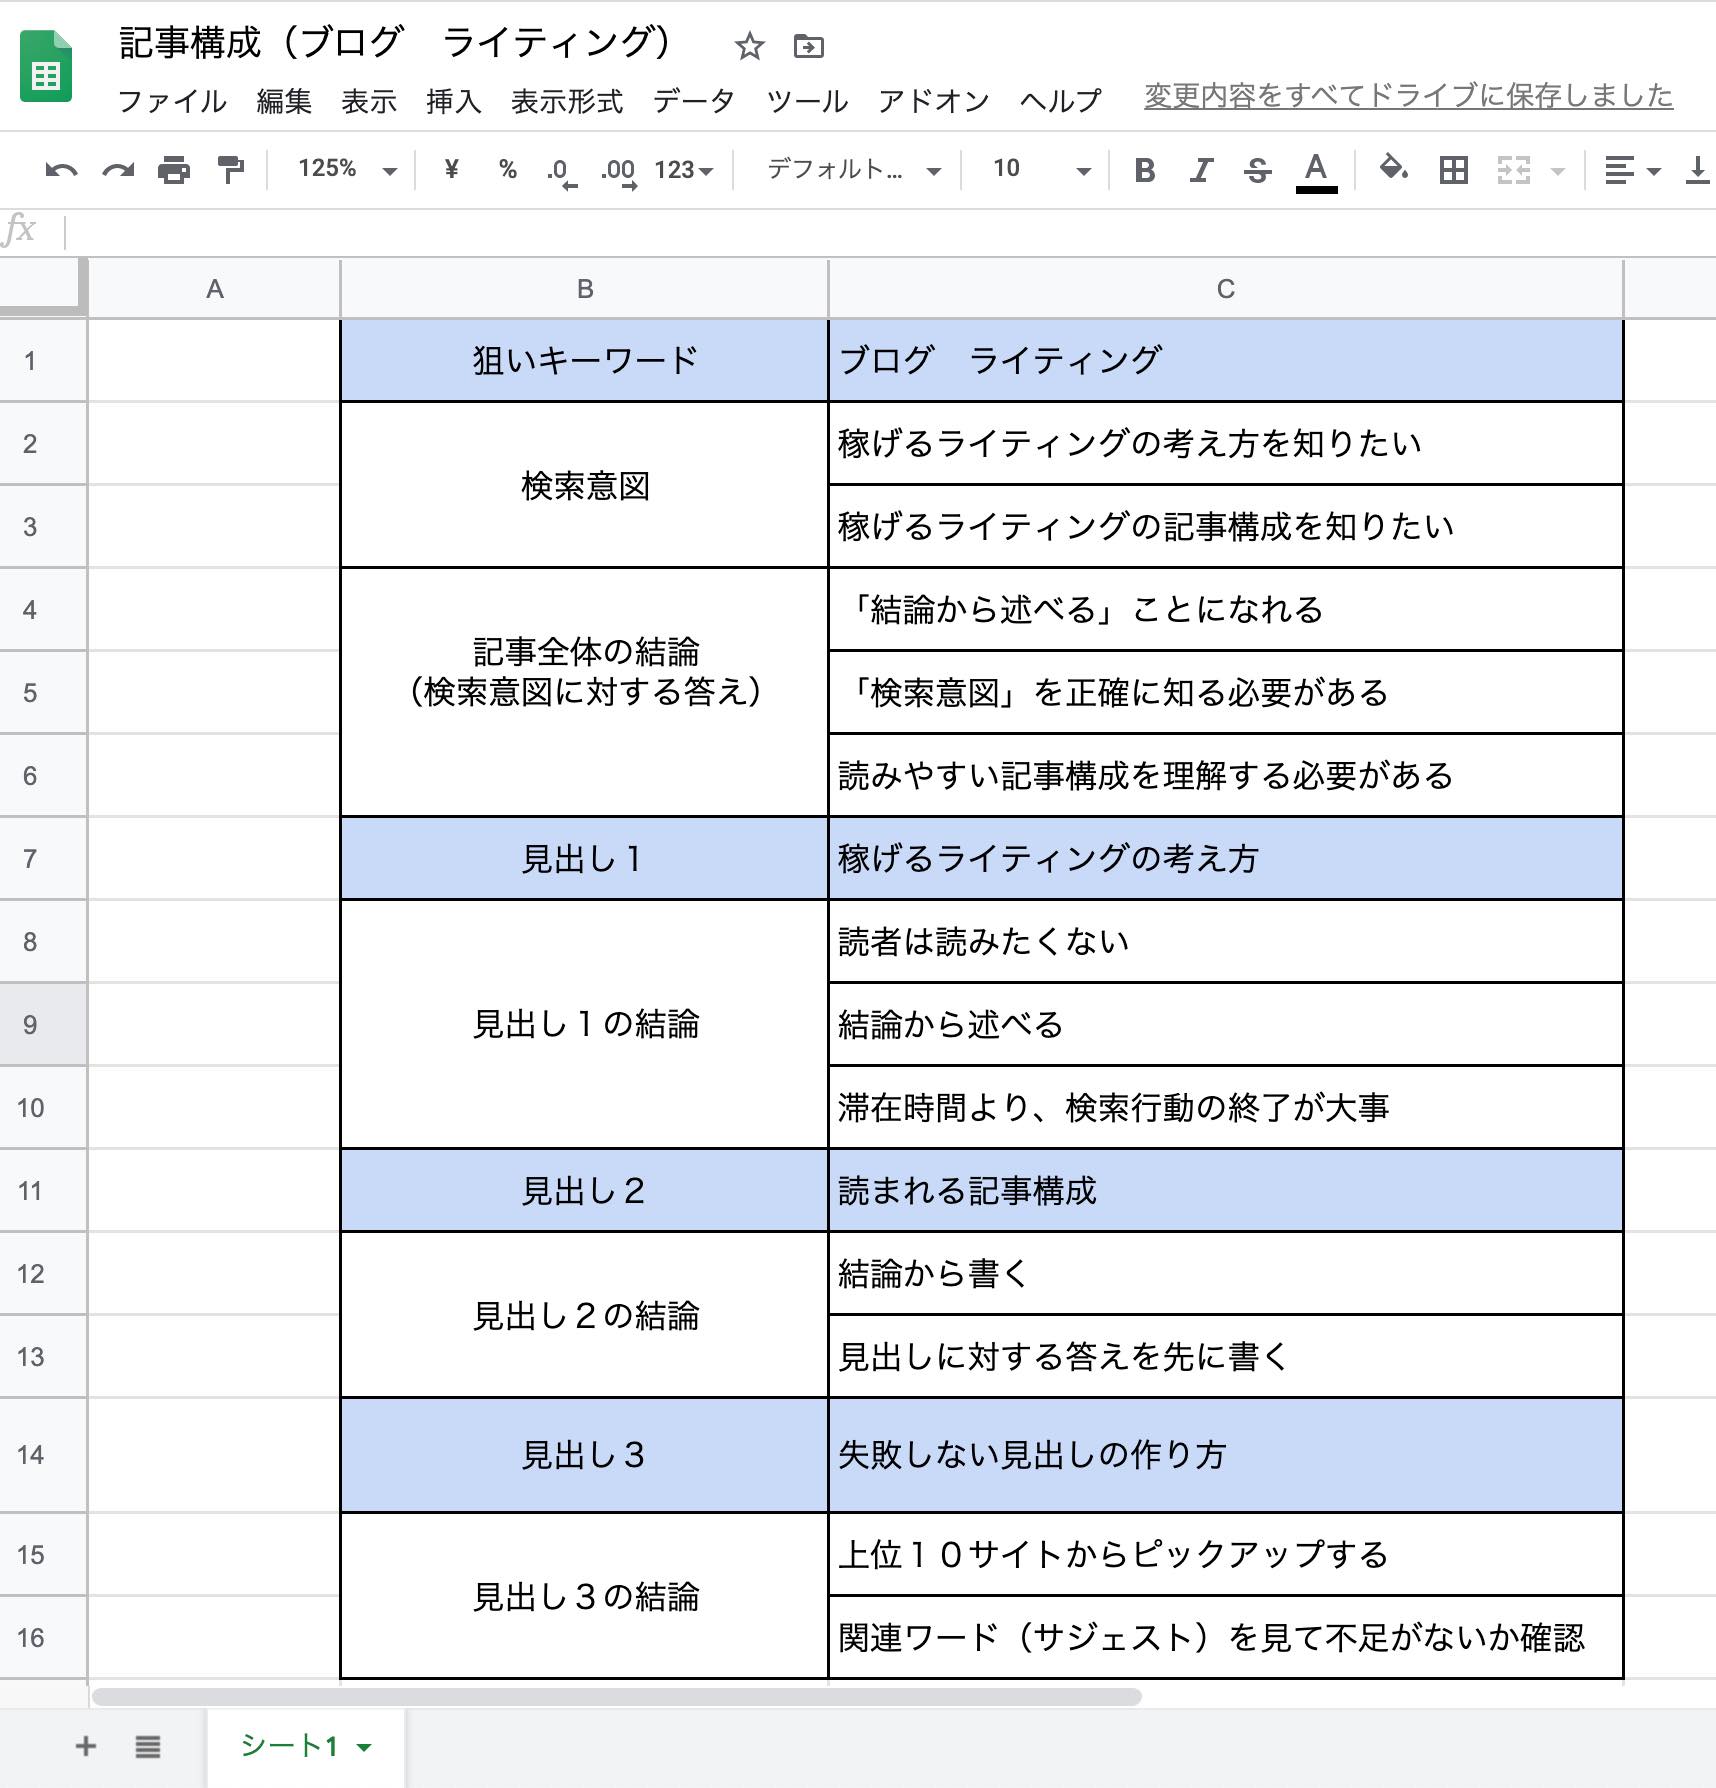 記事構成（ブログ　ライティング）
ファイル 編集 表示 挿入 表示形式 データ ツール アドオン ヘルプ 変更内容をすべてドライブに保存しました
125% ¥ % .0 .00 123 デフォルト... 10 B I S A
fx
A B C
1 狙いキーワード ブログ　ライティング
2 稼げるライティングの考え方を知りたい
検索意図
3 稼げるライティングの記事構成を知りたい
4 「結論から述べる」ことになれる
記事全体の結論
5 「検索意図」を正確に知る必要がある
（検索意図に対する答え）
6 読みやすい記事構成を理解する必要がある
7 見出し１ 稼げるライティングの考え方
8 読者は読みたくない
9 見出し１の結論 結論から述べる
10 滞在時間より、検索行動の終了が大事
11 見出し２ 読まれる記事構成
12 結論から書く
見出し２の結論
13 見出しに対する答えを先に書く
14 見出し３ 失敗しない見出しの作り方
15 上位１０サイトからピックアップする
見出し３の結論
16 関連ワード（サジェスト）を見て不足がないか確認
シート1